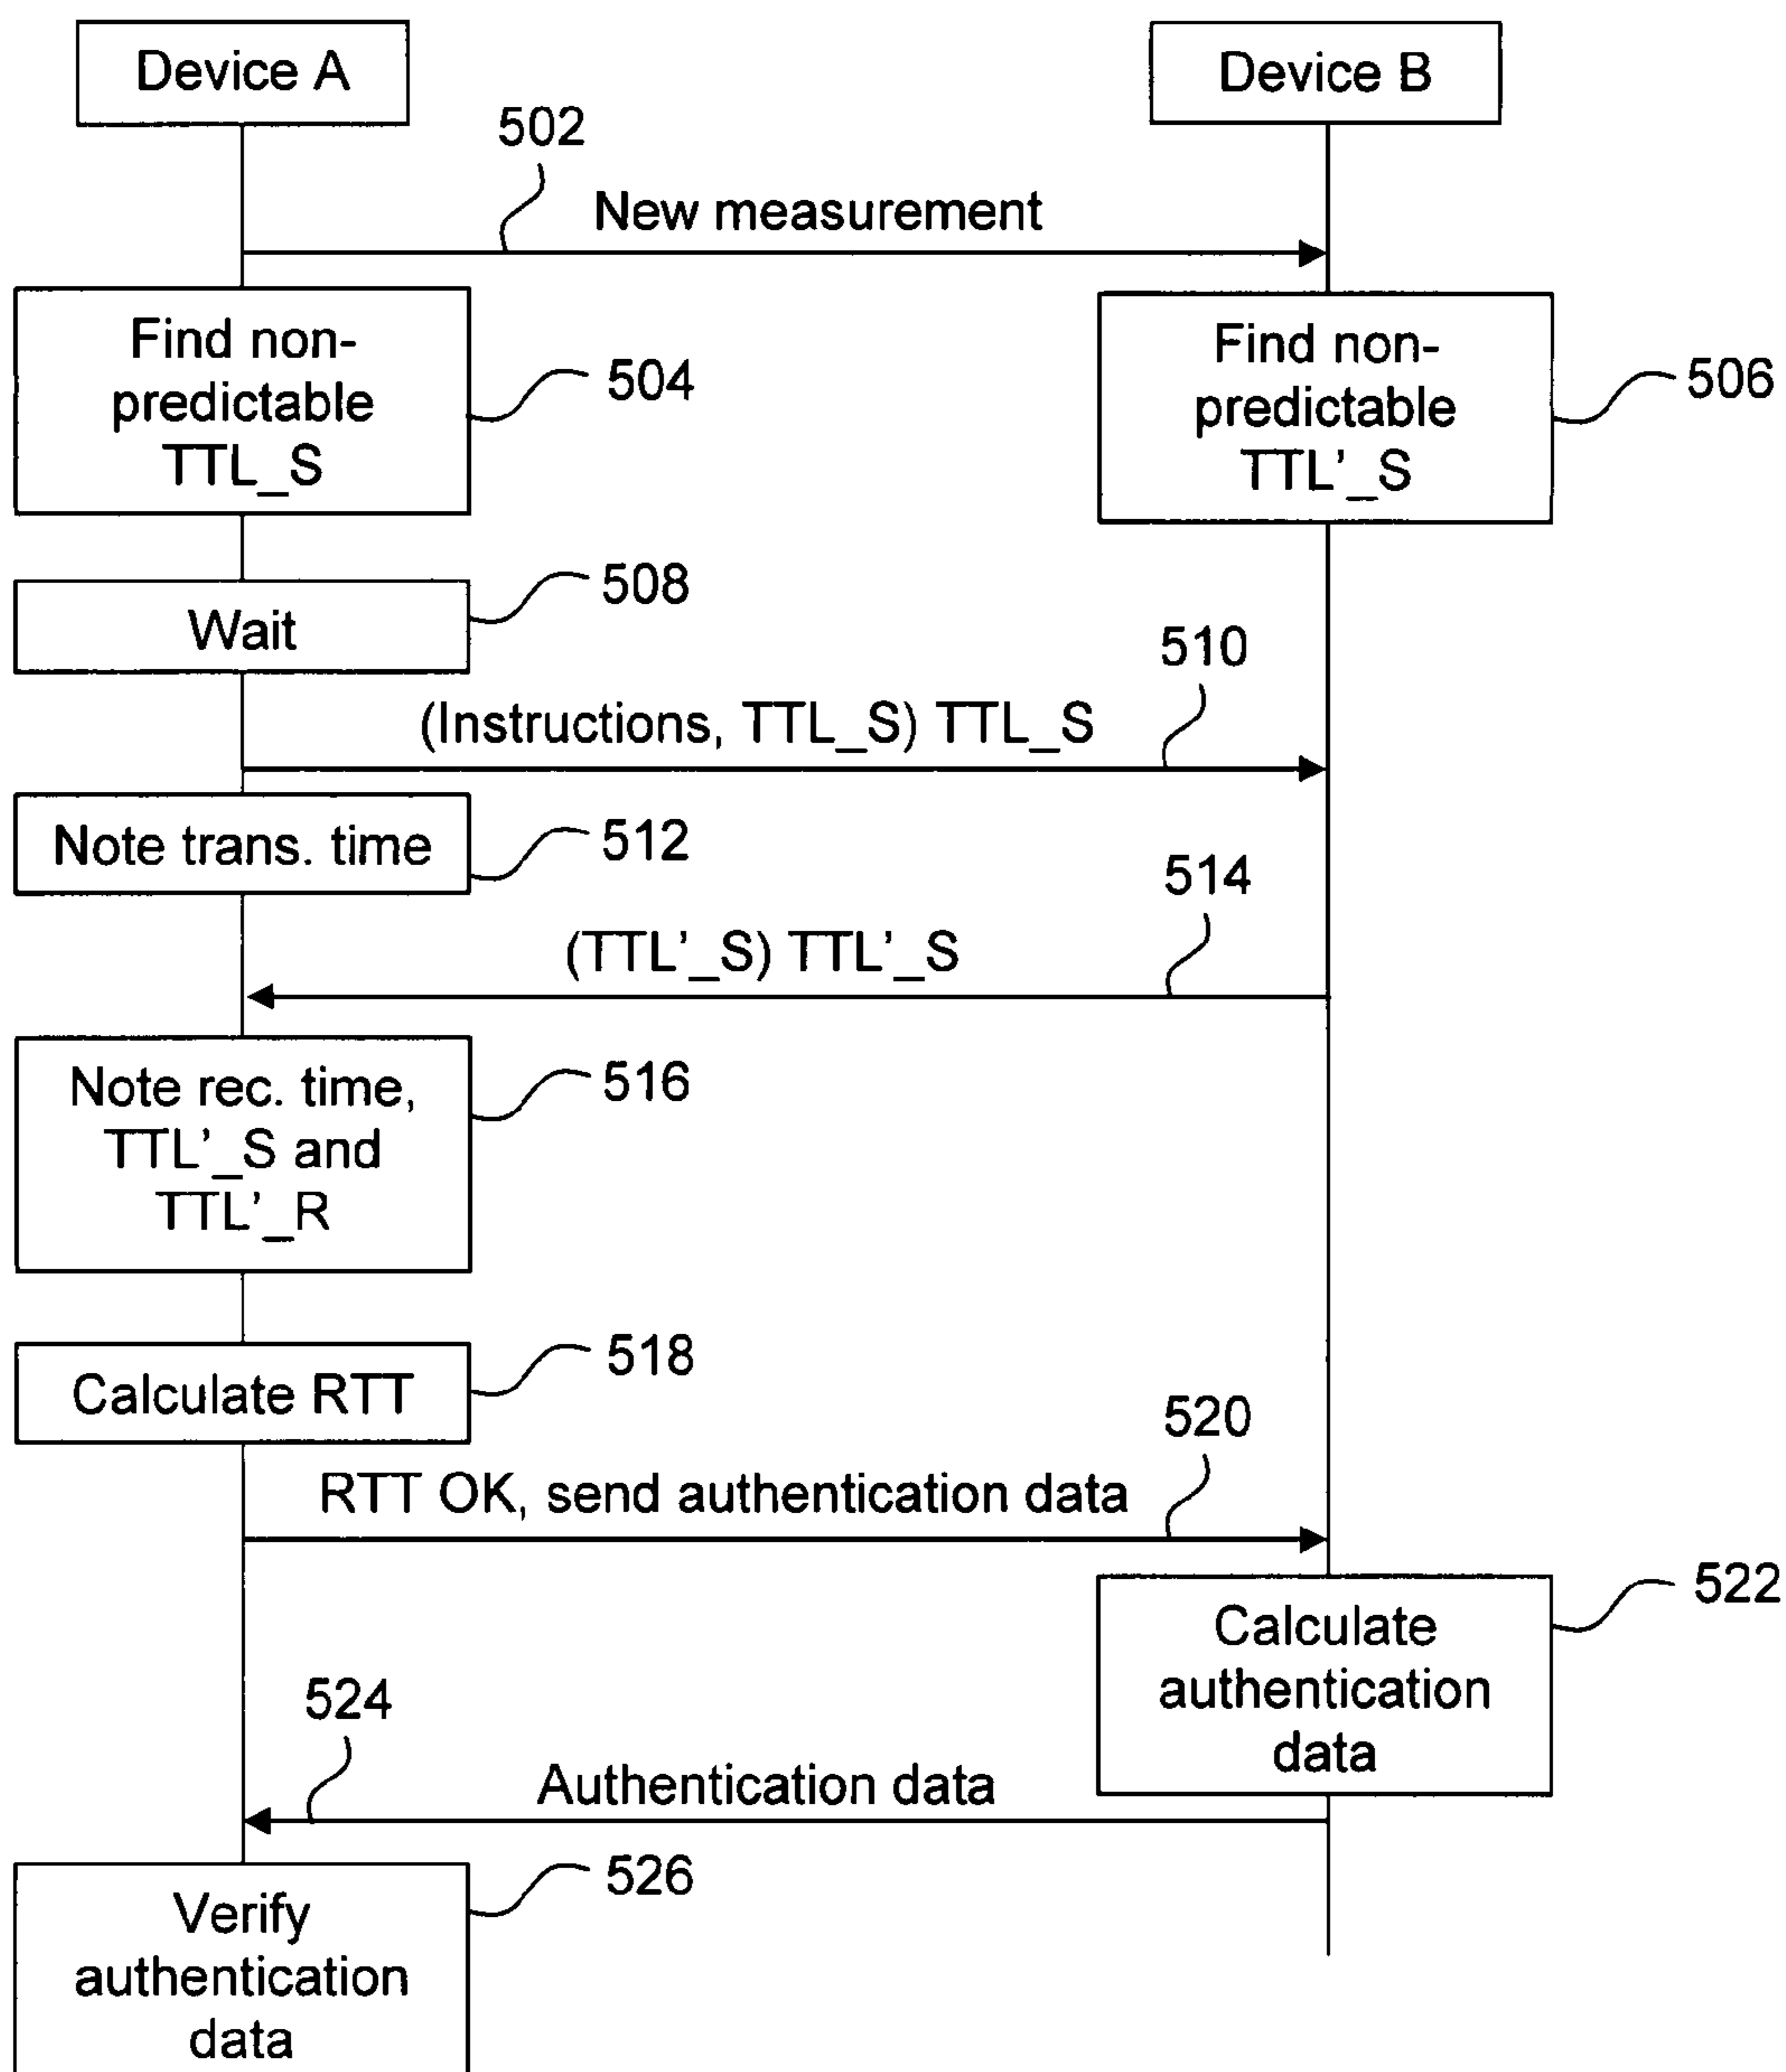 Device A
Device B
502
New measurement
Find non-
predictable
TTL_S
504
Find non-
predictable
TTL'_S
506
Wait
508
510
(Instructions, TTL_S) TTL_S
Note trans. time
512
514
(TTL'_S) TTL'_S
Note rec. time,
TTL'_S and
TTL'_R
516
Calculate RTT
518
520
RTT OK, send authentication data
Calculate
authentication
data
522
524
Authentication data
Verify
authentication
data
526